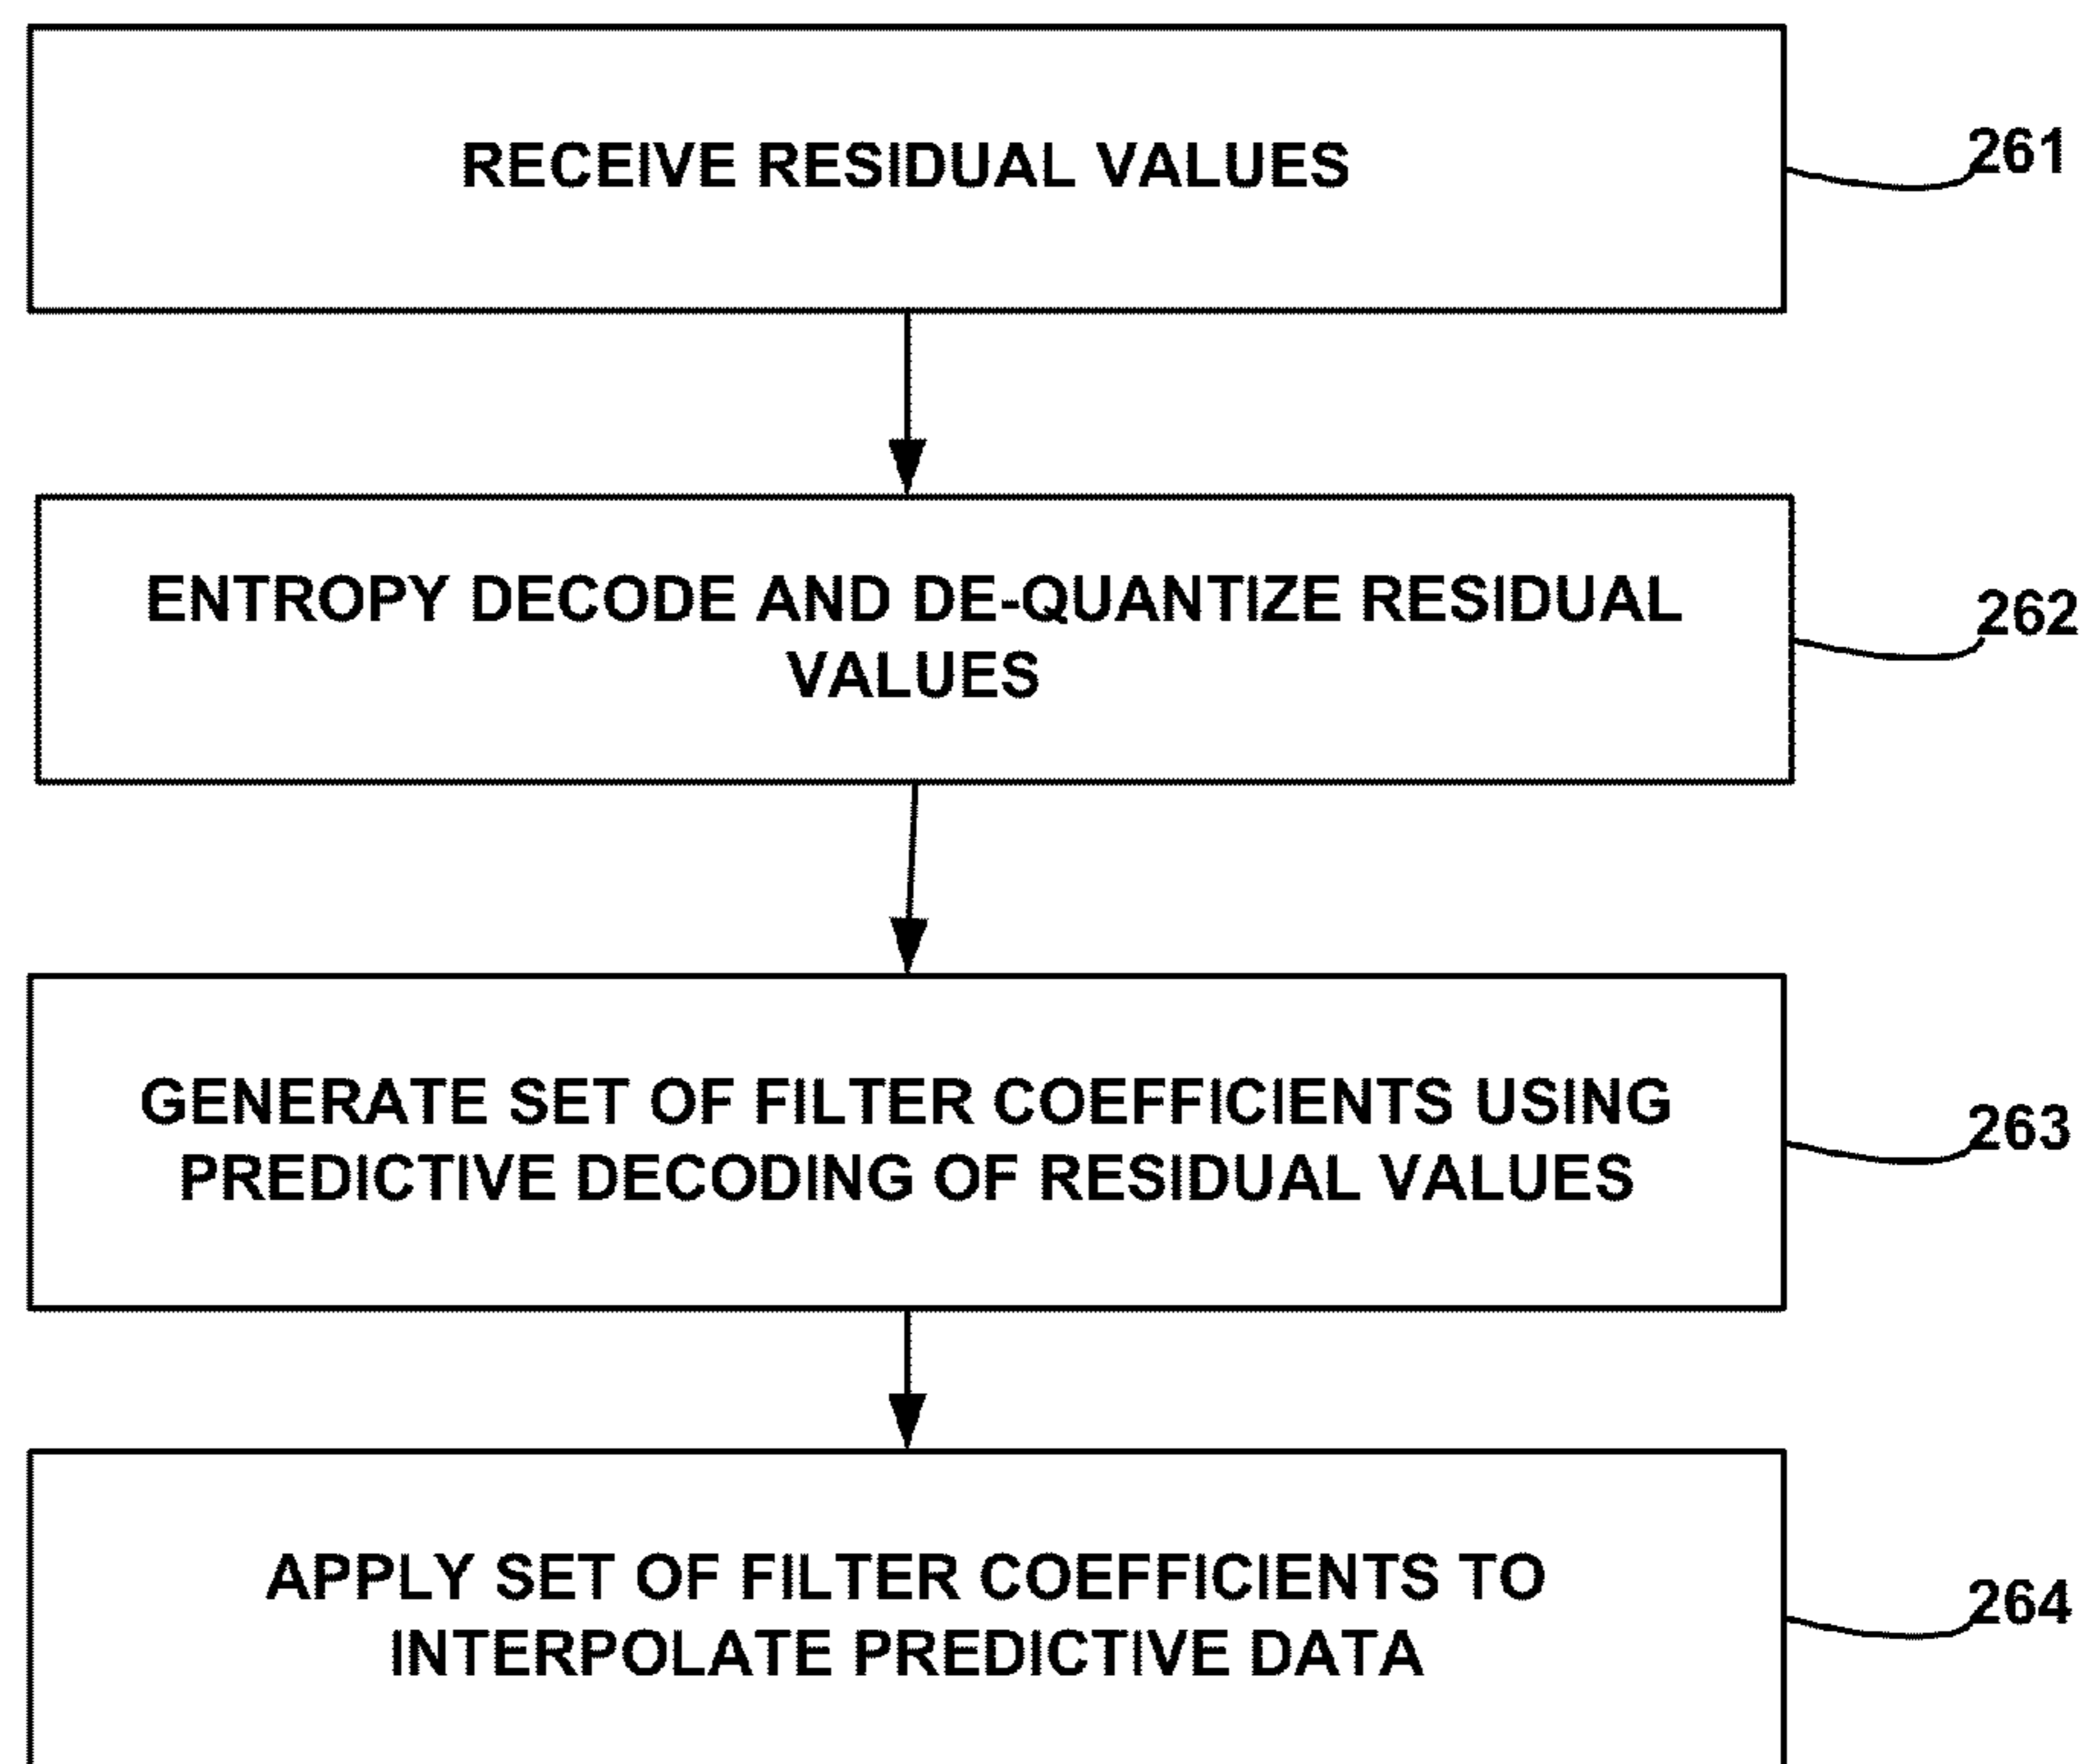 RECEIVE RESIDUAL VALUES
261
ENTROPY DECODE AND DE-QUANTIZE RESIDUAL
VALUES
262
GENERATE SET OF FILTER COEFFICIENTS USING
PREDICTIVE DECODING OF RESIDUAL VALUES
263
APPLY SET OF FILTER COEFFICIENTS TO
INTERPOLATE PREDICTIVE DATA
264